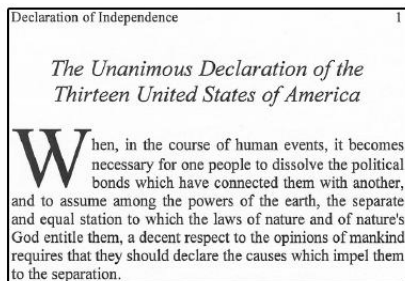 Declaration of Independence 1
The Unanimous Declaration of the
Thirteen United States of America
When, in the course of human events, it becomes
necessary for one people to dissolve the political
bonds which have connected them with another,
and to assume among the powers of the earth, the separate
and equal station to which the laws of nature and of nature's
God entitle them, a decent respect to the opinions of mankind
requires that they should declare the causes which impel them
to the separation.